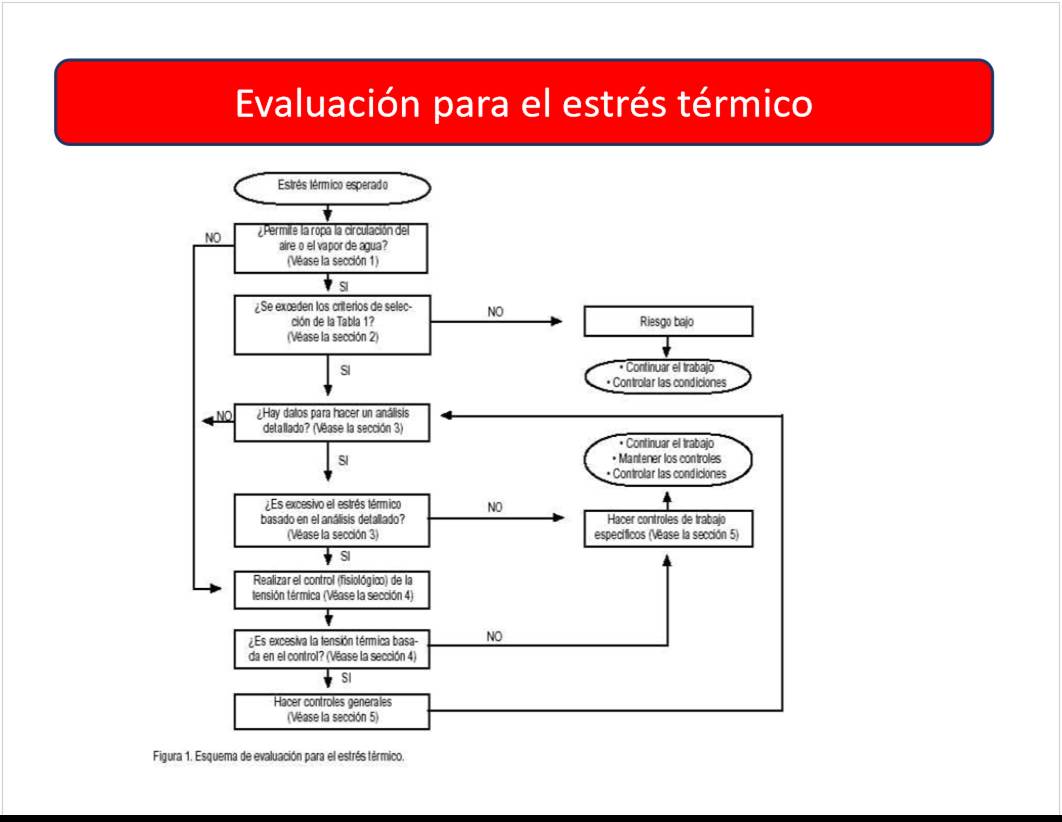 Evaluación para el estrés térmico
Estrés térmico esperado
¿Permite la ropa la circulación del
aire o el vapor de agua?
(Véase la sección 1)
NO
SI
¿Se exceden los criterios de selec-
ción de la Tabla 1?
(Véase la sección 2)
NO
Riesgo bajo
• Continuar el trabajo
• Controlar las condiciones
SI
¿Hay datos para hacer un análisis
detallado? (Véase la sección 3)
NO
SI
• Continuar el trabajo
• Mantener los controles
• Controlar las condiciones
¿Es excesivo el estrés térmico
basado en el análisis detallado?
(Véase la sección 3)
NO
Hacer controles de trabajo
específicos (Véase la sección 5)
SI
Realizar el control (fisiológico) de la
tensión térmica (Véase la sección 4)
¿Es excesiva la tensión térmica basa-
da en el control? (Véase la sección 4)
NO
SI
Hacer controles generales
(Véase la sección 5)
Figura 1. Esquema de evaluación para el estrés térmico.